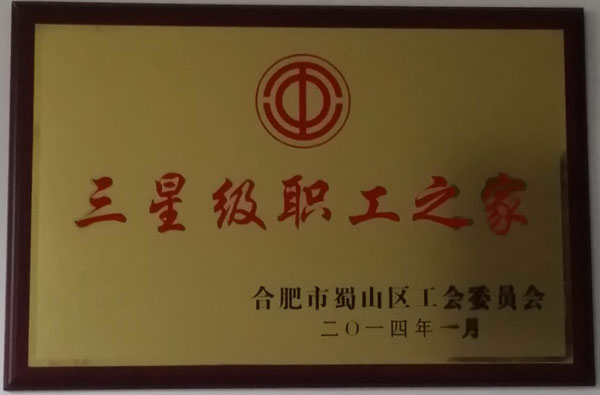 三星级职工之家
合肥市蜀山区工会委员会
二〇一四年一月